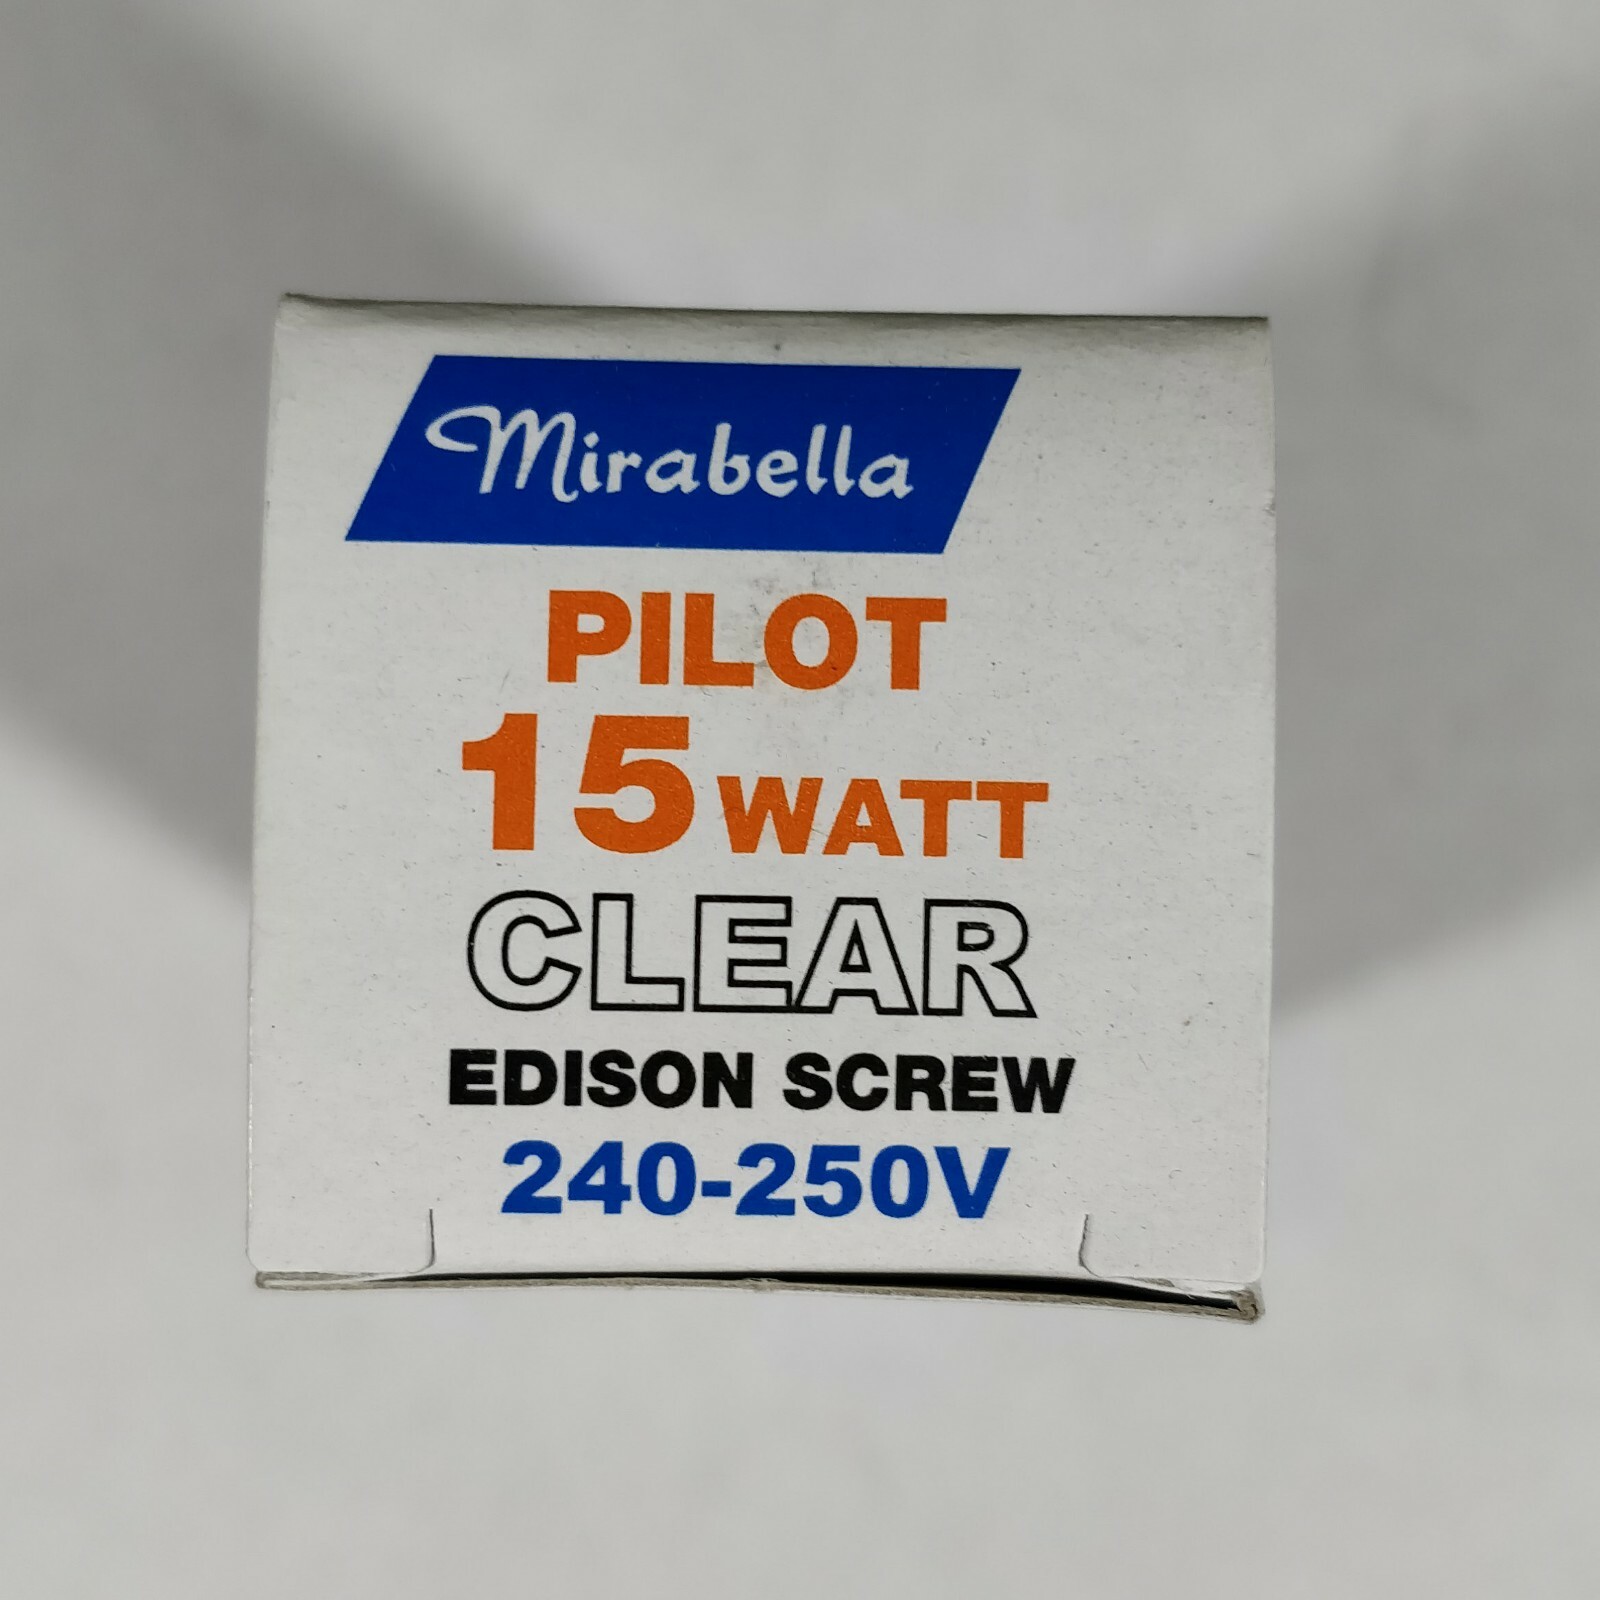 Mirabella
PILOT
15 WATT
CLEAR
EDISON SCREW
240-250V